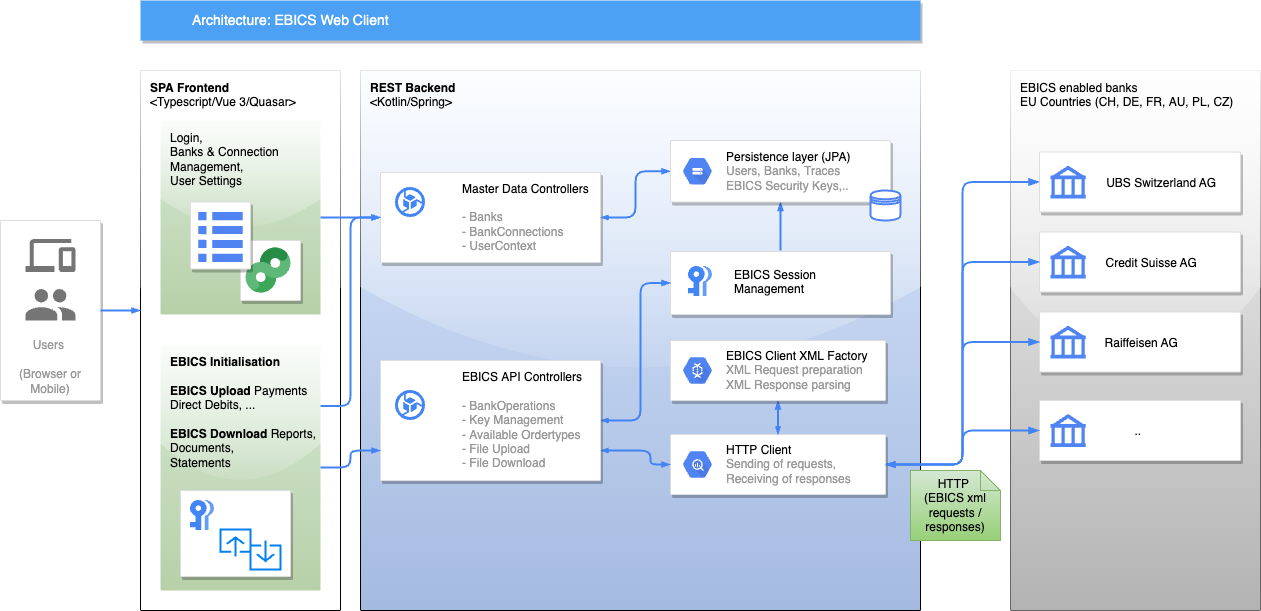 Architecture: EBICS Web Client
Users
(Browser or
Mobile)
SPA Frontend
<Typescript/Vue 3/Quasar>
Login,
Banks & Connection
Management,
User Settings
EBICS Initialisation
EBICS Upload Payments
Direct Debits, ...
EBICS Download Reports,
Documents,
Statements
REST Backend
<Kotlin/Spring>
Master Data Controllers
- Banks
- BankConnections
- UserContext
EBICS API Controllers
- BankOperations
- Key Management
- Available Ordertypes
- File Upload
- File Download
Persistence layer (JPA)
Users, Banks, Traces
EBICS Security Keys,..
EBICS Session
Management
EBICS Client XML Factory
XML Request preparation
XML Response parsing
HTTP Client
Sending of requests,
Receiving of responses
HTTP
(EBICS xml
requests /
responses)
EBICS enabled banks
EU Countries (CH, DE, FR, AU, PL, CZ)
UBS Switzerland AG
Credit Suisse AG
Raiffeisen AG
..